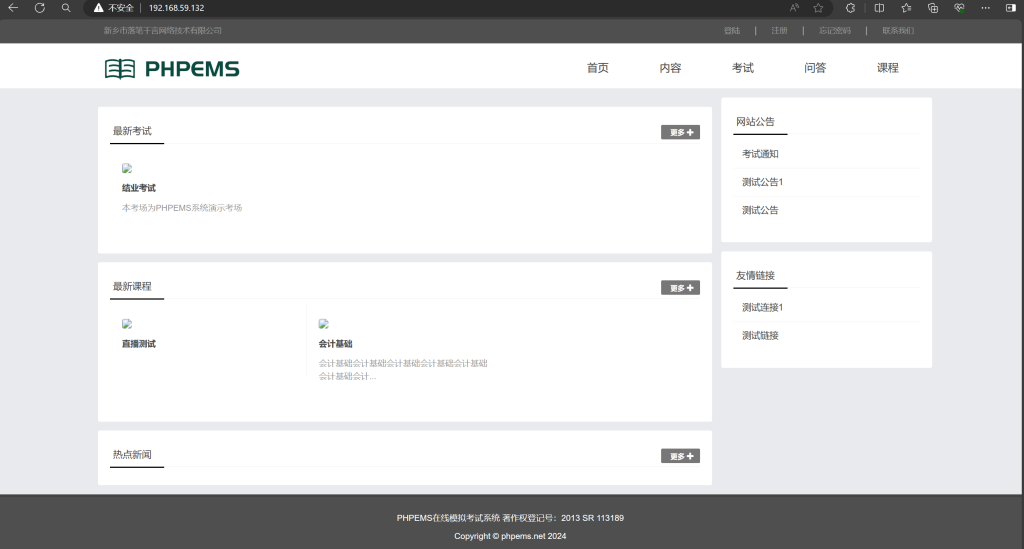 不安全 192.168.59.132
新乡市落笔千言网络技术有限公司 登陆 | 注册 | 忘记密码 | 联系我们
PHPEMS 首页 内容 考试 问答 课程
最新考试 更多
结业考试
本考场为PHPEMS系统演示考场
最新课程 更多
直播测试 会计基础
会计基础会计基础会计基础会计基础会计基础
会计基础会计...
热点新闻 更多
网站公告
考试通知
测试公告1
测试公告
友情链接
测试连接1
测试链接
PHPEMS在线模拟考试系统 著作权登记号：2013 SR 113189
Copyright © phpems.net 2024